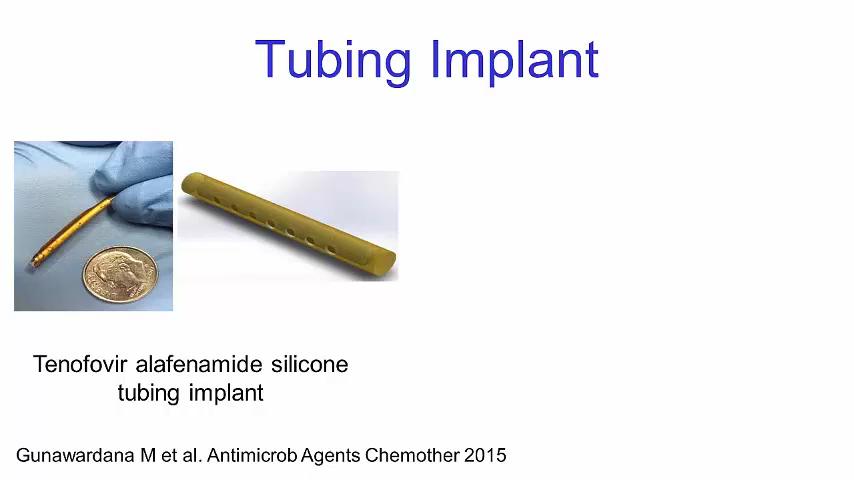 Tubing Implant
Tenofovir alafenamide silicone
tubing implant
Gunawardana M et al. Antimicrob Agents Chemother 2015